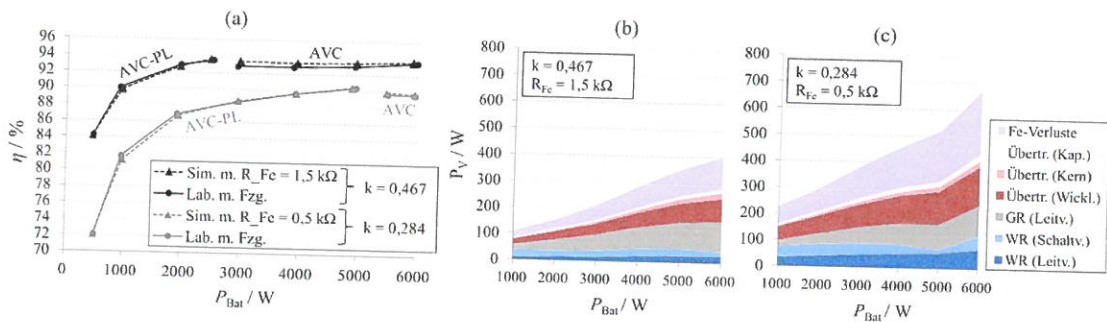 (a)
96
94
92
90
88
86
84
82
80
78
76
74
72
70
η / %
AVC-PL
AVC
AVC-PL
AVC
Sim. m. R_Fe = 1,5 kΩ
Lab. m. Fzg.
k = 0,467
Sim. m. R_Fe = 0,5 kΩ
Lab. m. Fzg.
k = 0,284
0 1000 2000 3000 4000 5000 6000
P_Bat / W
(b)
800
700
600
500
400
300
200
100
0
P_V / W
k = 0,467
R_Fe = 1,5 kΩ
1000 2000 3000 4000 5000 6000
P_Bat / W
(c)
800
700
600
500
400
300
200
100
0
k = 0,284
R_Fe = 0,5 kΩ
1000 2000 3000 4000 5000 6000
P_Bat / W
Fe-Verluste
Übertr. (Kap.)
Übertr. (Kern)
Übertr. (Wickl.)
GR (Leitv.)
WR (Schaltv.)
WR (Leitv.)